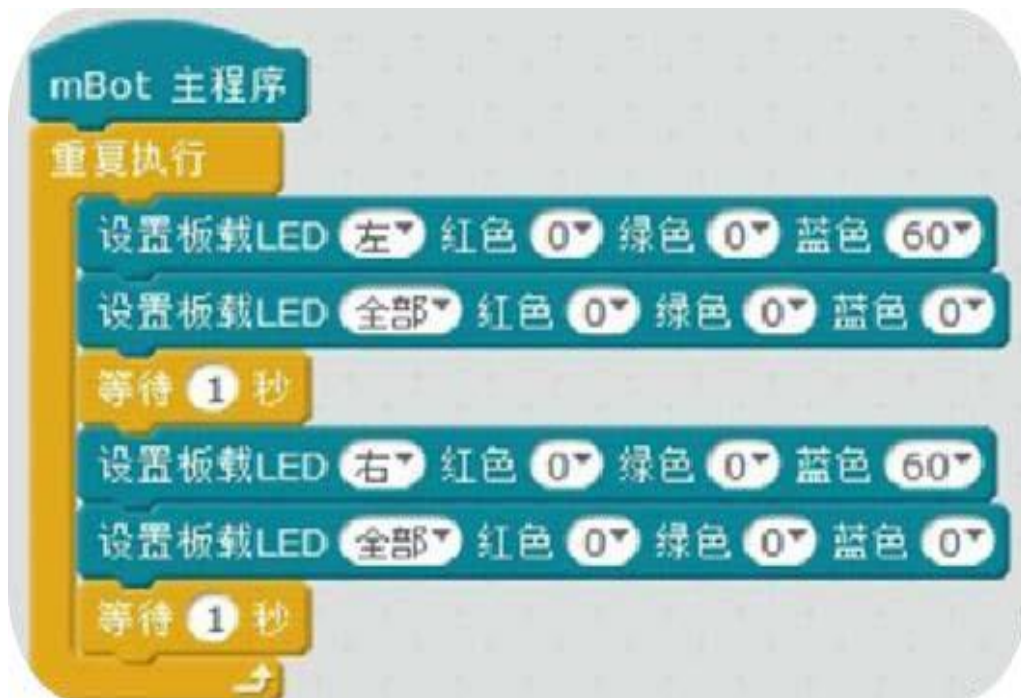 mBot 主程序
重复执行
设置板载LED 左 红色 0 绿色 0 蓝色 60
设置板载LED 全部 红色 0 绿色 0 蓝色 0
等待 1 秒
设置板载LED 右 红色 0 绿色 0 蓝色 60
设置板载LED 全部 红色 0 绿色 0 蓝色 0
等待 1 秒